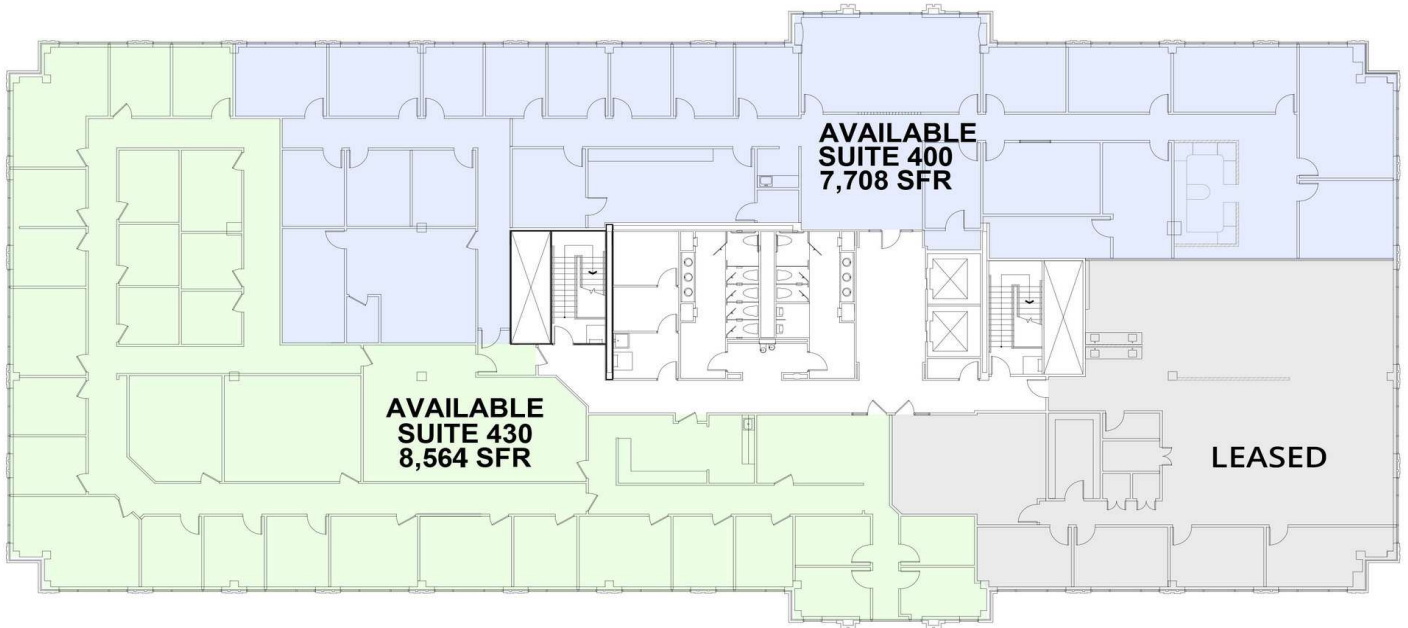 AVAILABLE
SUITE 400
7,708 SFR
AVAILABLE
SUITE 430
8,564 SFR
LEASED